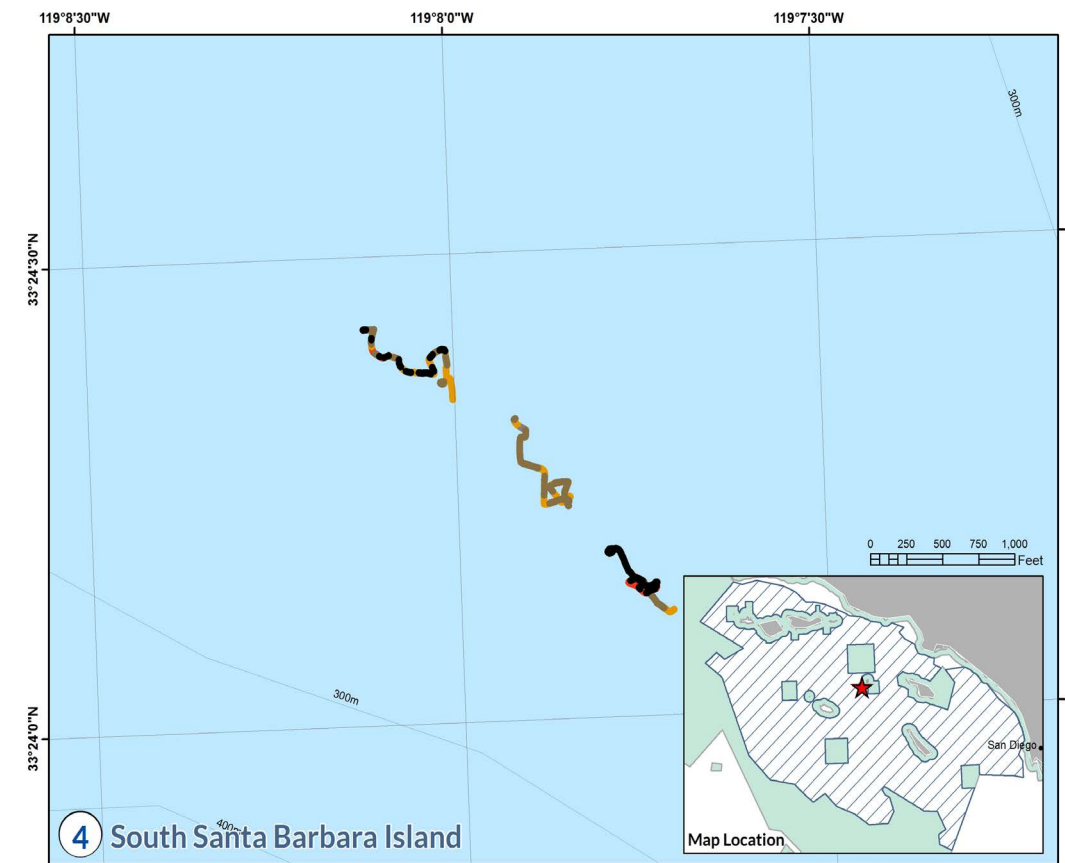 119°8'30"W
119°8'0"W
119°7'30"W
300m
33°24'30"N
0 250 500 750 1,000
Feet
300m
33°24'0"N
San Diego
400m
4 South Santa Barbara Island
Map Location